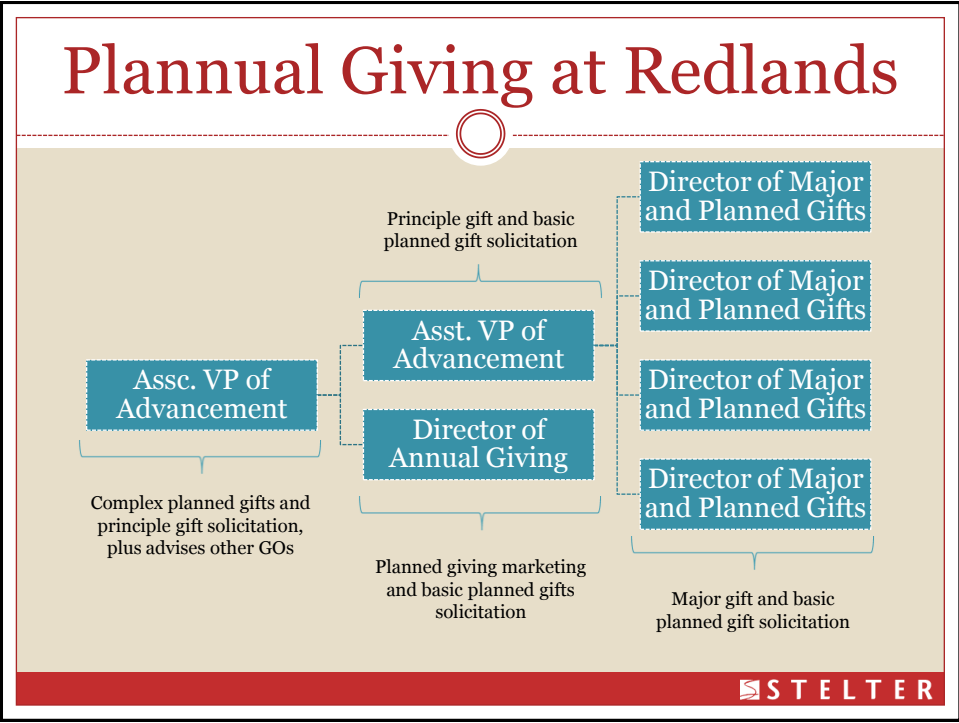 Plannual Giving at Redlands
Principle gift and basic
planned gift solicitation
Assc. VP of
Advancement
Complex planned gifts and
principle gift solicitation,
plus advises other GOs
Asst. VP of
Advancement
Director of
Annual Giving
Planned giving marketing
and basic planned gifts
solicitation
Director of Major
and Planned Gifts
Director of Major
and Planned Gifts
Director of Major
and Planned Gifts
Director of Major
and Planned Gifts
Major gift and basic
planned gift solicitation
STELTER